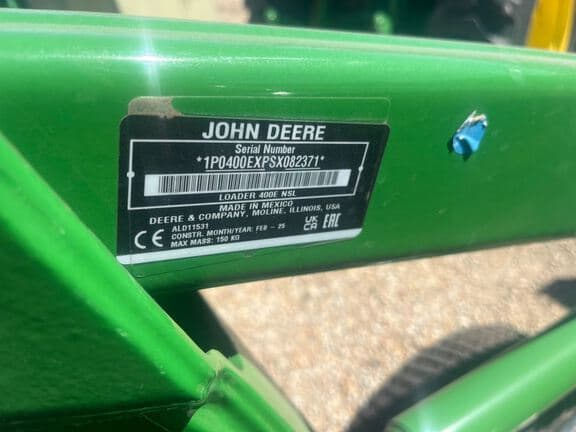 JOHN DEERE
Serial Number
*1P0400EXPSX082371*
LOADER 400E NSL
MADE IN MEXICO
DEERE & COMPANY, MOLINE, ILLINOIS, USA
ALD11531
CONSTR. MONTH/YEAR: FEB - 25
MAX MASS: 150 KG
CE
UK CA
EAC